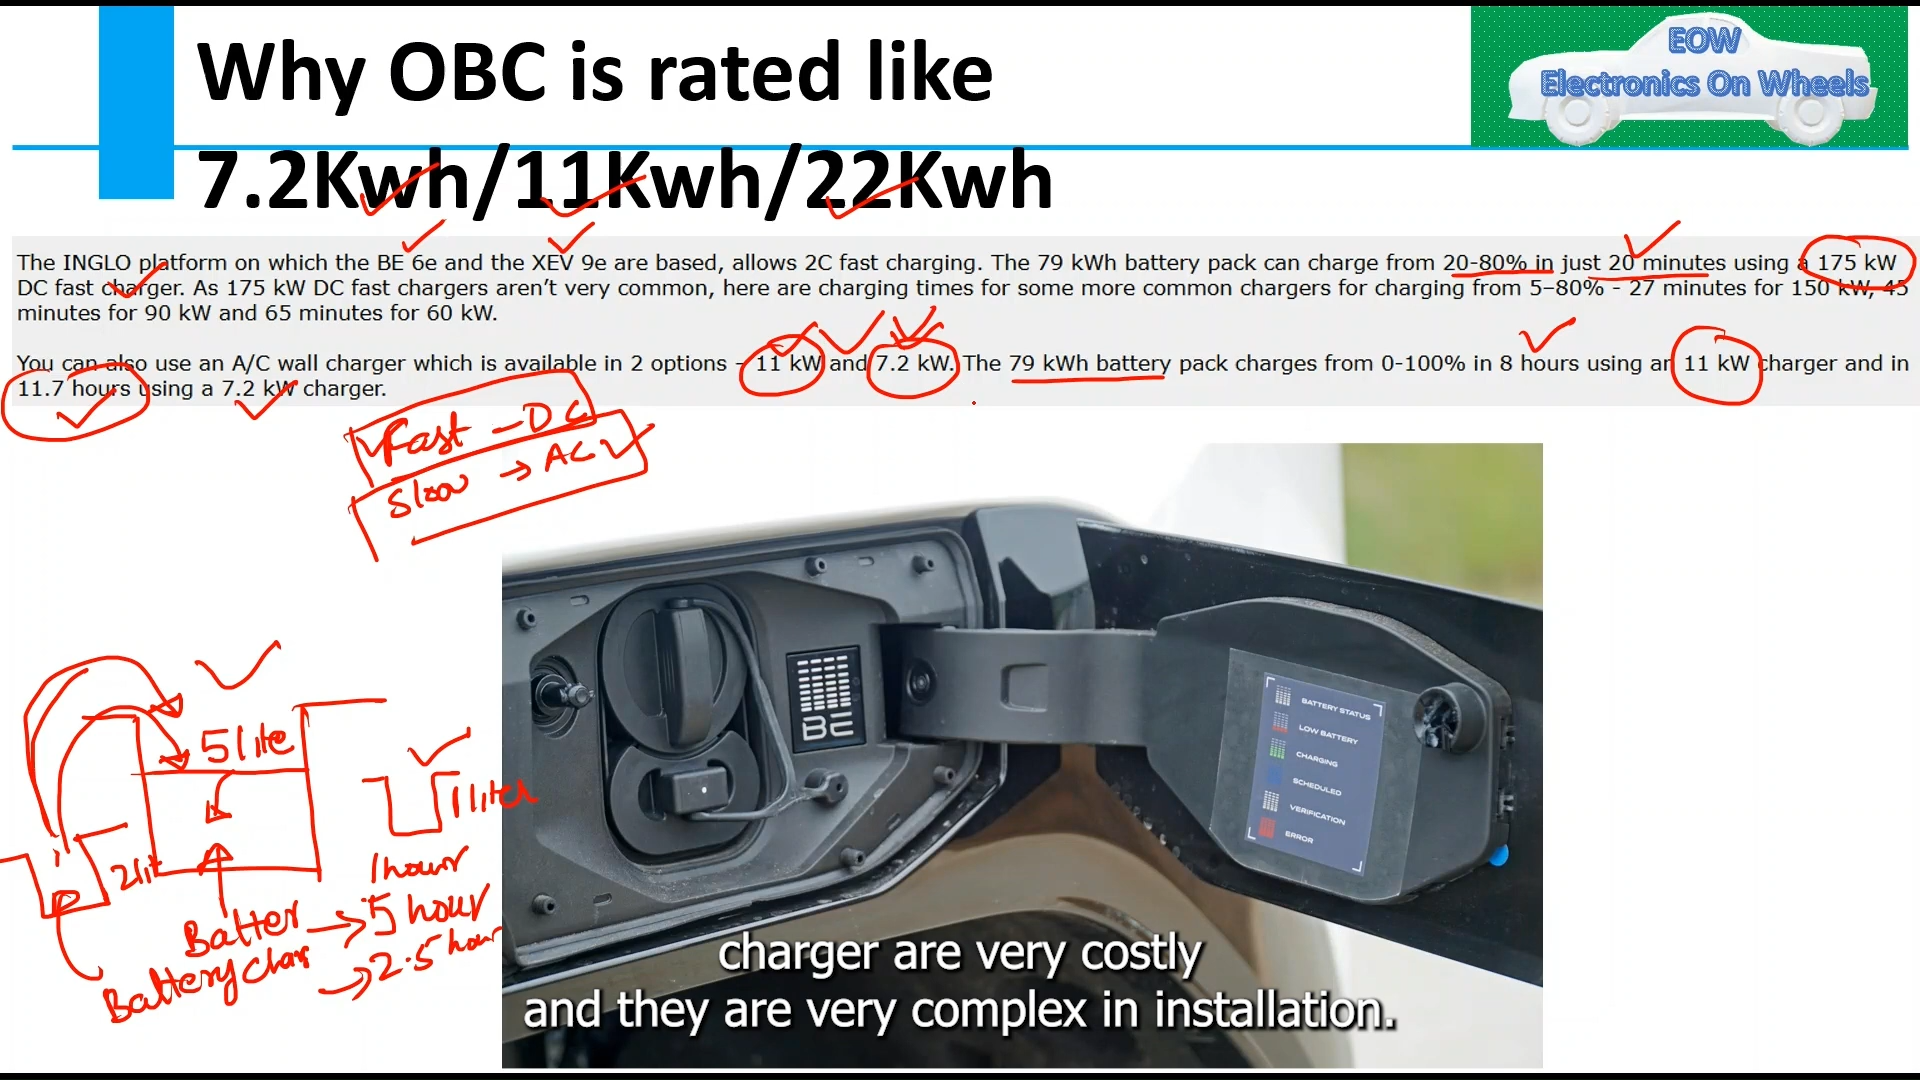 Why OBC is rated like
7.2Kwh/11Kwh/22Kwh
EOW
Electronics On Wheels
The INGLO platform on which the BE 6e and the XEV 9e are based, allows 2C fast charging. The 79 kWh battery pack can charge from 20-80% in just 20 minutes using a 175 kW
DC fast charger. As 175 kW DC fast chargers aren't very common, here are charging times for some more common chargers for charging from 5–80% - 27 minutes for 150 kW, 45
minutes for 90 kW and 65 minutes for 60 kW.
You can also use an A/C wall charger which is available in 2 options - 11 kW and 7.2 kW. The 79 kWh battery pack charges from 0-100% in 8 hours using an 11 kW charger and in
11.7 hours using a 7.2 kW charger.
Fast - DC
Slow → AC
5 lite
1 liter
2 lit
1 hour
Batter → 5 hour
Battery char → 2.5 hour
BE
BATTERY STATUS
LOW BATTERY
CHARGING
SCHEDULED
VERIFICATION
ERROR
charger are very costly
and they are very complex in installation.